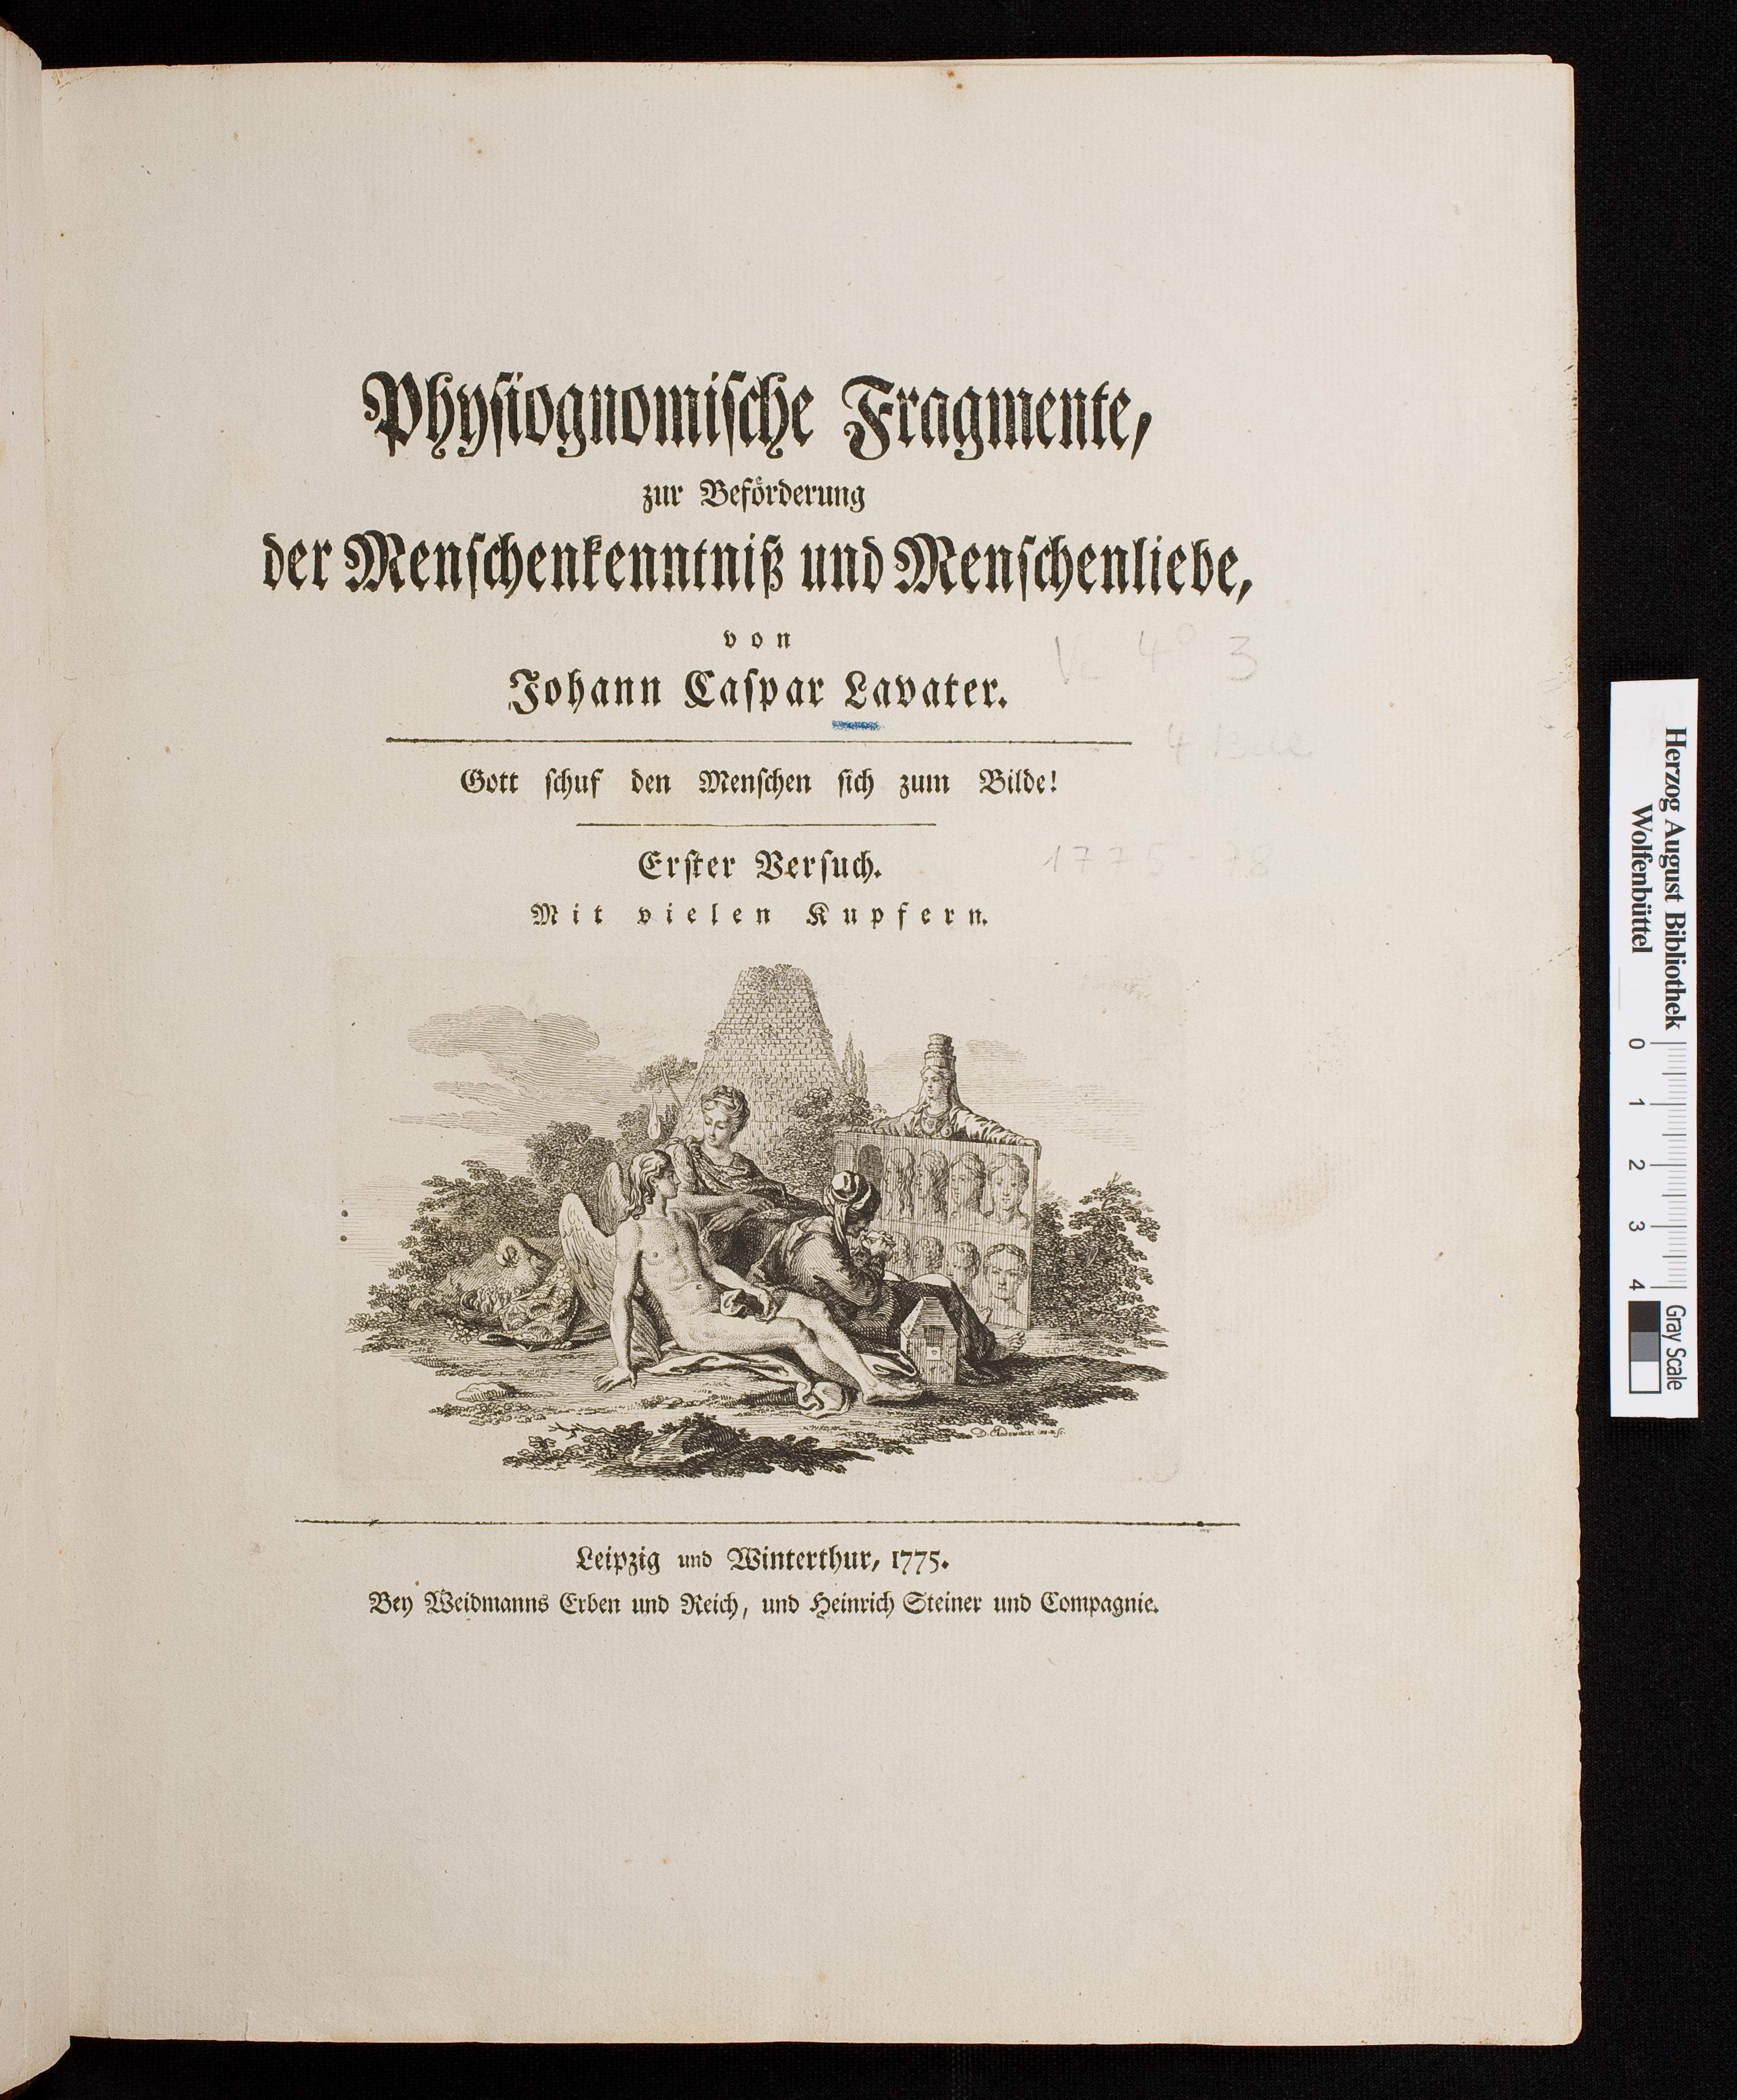 Physiognomische Fragmente,
zur Beförderung
der Menschenkenntniß und Menschenliebe,
von
Johann Caspar Lavater.
Vc 4° 3
4
Gott schuf den Menschen sich zum Bilde!
Erster Versuch.
1775-78
Mit vielen Kupfern.
D. Chodowiecki inv. & f.
Leipzig und Winterthur, 1775.
Bey Weidmanns Erben und Reich, und Heinrich Steiner und Compagnie.
Herzog August Bibliothek
Wolfenbüttel
0 1 2 3 4
Gray Scale